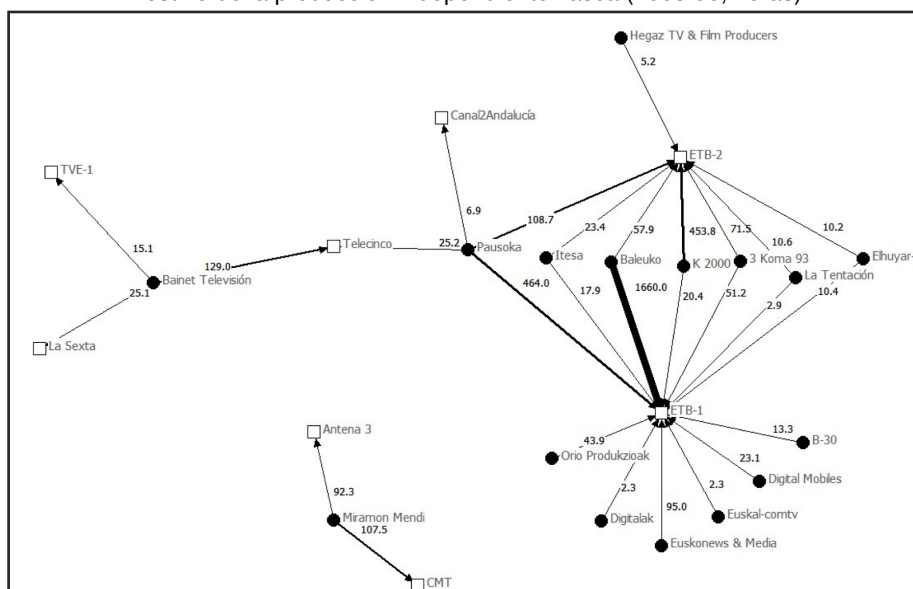 Hegaz TV & Film Producers
5.2
Canal2Andalucía
ETB-2
TVE-1
6.9
108.7
23.4
57.9
453.8
71.5
10.6
10.2
15.1
129.0
Telecinco
25.2
Pausoka
Itesa
Baleuko
K 2000
3 Koma 93
La Tentación
Elhuyar-
Bainet Televisión
25.1
464.0
17.9
1660.0
20.4
51.2
2.9
10.4
La Sexta
ETB-1
Antena 3
43.9
13.3
B-30
Orio Produkzioak
23.1
Digital Mobiles
92.3
2.3
95.0
2.3
Miramon Mendi
107.5
Digitalak
Euskal-comtv
Euskonews & Media
CMT